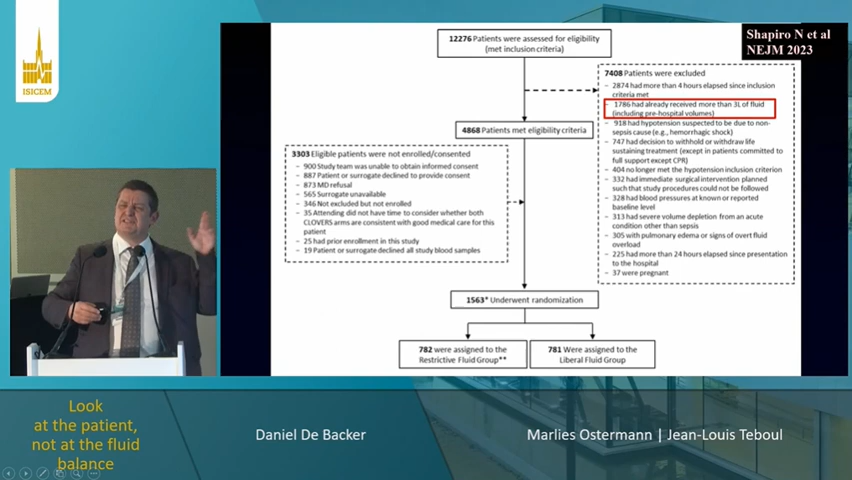 ISICEM
Shapiro N et al
NEJM 2023
12276 Patients were assessed for eligibility
(met inclusion criteria)
7408 Patients were excluded
2874 had more than 4 hours elapsed since inclusion
criteria met
1786 had already received more than 3L of fluid
(including pre-hospital volumes)
918 had hypotension suspected to be due to non-
sepsis cause (e.g., hemorrhagic shock)
747 had decision to withhold or withdraw life
sustaining treatment (except in patients committed to
full support except CPR)
404 no longer met the hypotension inclusion criterion
332 had immediate surgical intervention planned
such that study procedures could not be followed
328 had blood pressures at known or reported
baseline level
313 had severe volume depletion from an acute
condition other than sepsis
305 with pulmonary edema or signs of overt fluid
overload
225 had more than 24 hours elapsed since presentation
to the hospital
37 were pregnant
4868 Patients met eligibility criteria
3303 Eligible patients were not enrolled/consented
900 Study team was unable to obtain informed consent
887 Patient or surrogate declined to provide consent
873 MD refusal
565 Surrogate unavailable
346 Not excluded but not enrolled
35 Attending did not have time to consider whether both
CLOVERS arms are consistent with good medical care for this
patient
25 had prior enrollment in this study
19 Patient or surrogate declined all study blood samples
1563* Underwent randomization
782 were assigned to the
Restrictive Fluid Group**
781 Were assigned to the
Liberal Fluid Group
Look
at the patient,
not at the fluid
balance
Daniel De Backer
Marlies Ostermann | Jean-Louis Teboul